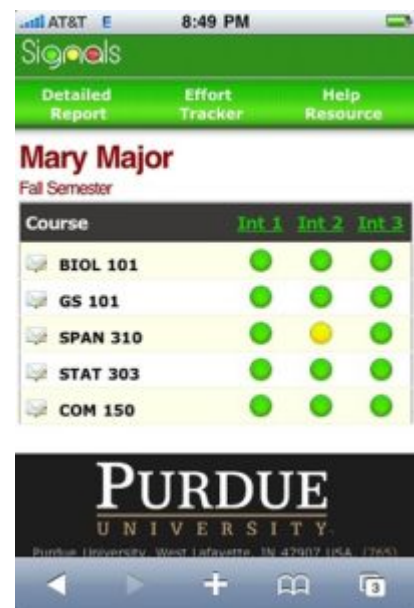 AT&T E 8:49 PM
Signals
Detailed Report Effort Tracker Help Resource
Mary Major
Fall Semester
Course Int 1 Int 2 Int 3
BIOL 101
GS 101
SPAN 310
STAT 303
COM 150
PURDUE
UNIVERSITY
Purdue University, West Lafayette, IN 47907 USA, (765)
3